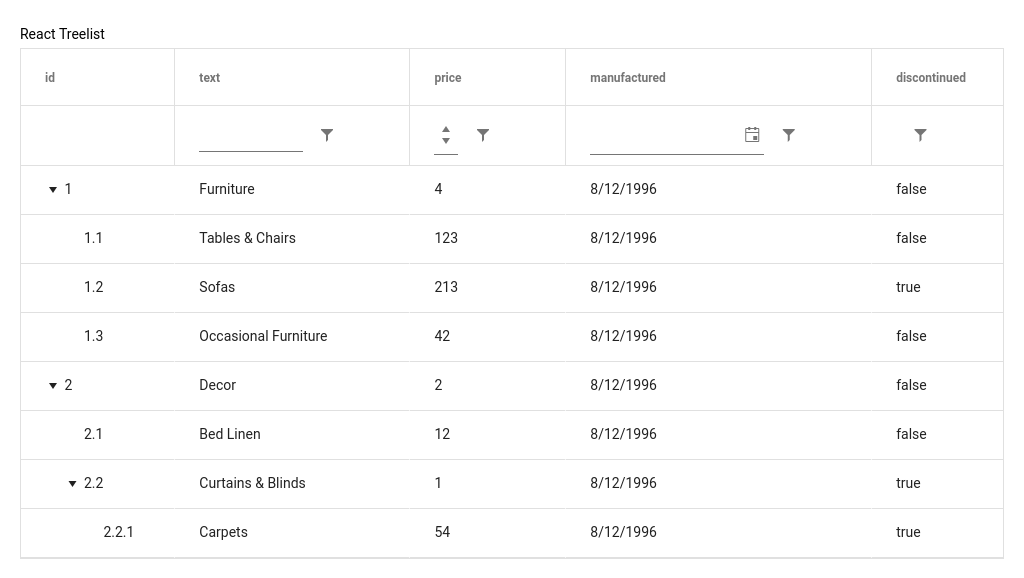 React Treelist
id text price manufactured discontinued
1 Furniture 4 8/12/1996 false
1.1 Tables & Chairs 123 8/12/1996 false
1.2 Sofas 213 8/12/1996 true
1.3 Occasional Furniture 42 8/12/1996 false
2 Decor 2 8/12/1996 false
2.1 Bed Linen 12 8/12/1996 false
2.2 Curtains & Blinds 1 8/12/1996 true
2.2.1 Carpets 54 8/12/1996 true